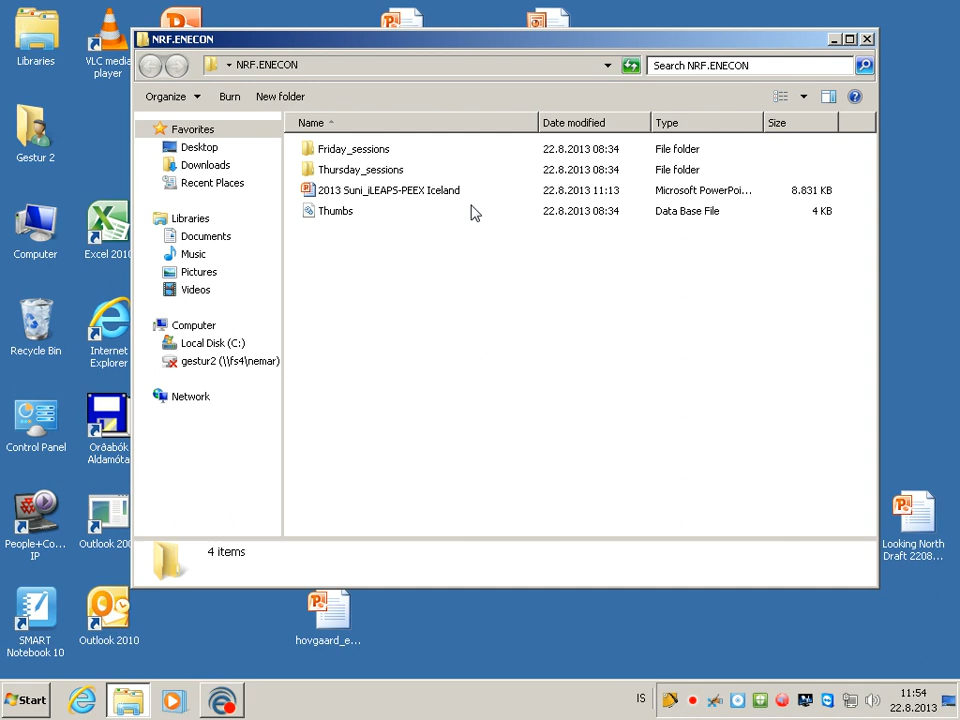 Libraries
VLC media
player
Gestur 2
Computer
Excel 2010
Recycle Bin
Internet
Explorer
Control Panel
Orðabók
Aldamóta
People+Co...
IP
Outlook 200
SMART
Notebook 10
Outlook 2010
hovgaard_e...
Looking North
Draft 2208...
NRF.ENECON
NRF.ENECON
Search NRF.ENECON
Organize
Burn
New folder
Favorites
Desktop
Downloads
Recent Places
Libraries
Documents
Music
Pictures
Videos
Computer
Local Disk (C:)
gestur2 (\\fs4\nemar)
Network
Name Date modified Type Size
Friday_sessions 22.8.2013 08:34 File folder
Thursday_sessions 22.8.2013 08:34 File folder
2013 Suni_iLEAPS-PEEX Iceland 22.8.2013 11:13 Microsoft PowerPoi... 8.831 KB
Thumbs 22.8.2013 08:34 Data Base File 4 KB
4 items
Start
IS
11:54
22.8.2013